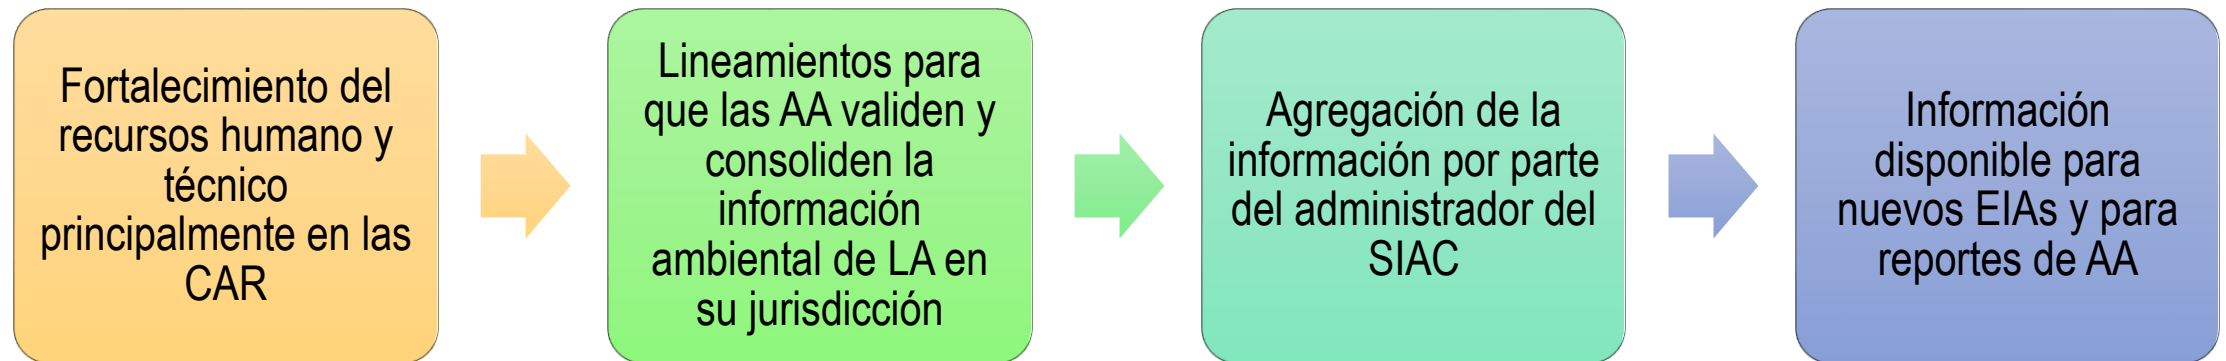 Fortalecimiento del
recursos humano y
técnico
principalmente en las
CAR
Lineamientos para
que las AA validen y
consoliden la
información
ambiental de LA en
su jurisdicción
Agregación de la
información por parte
del administrador del
SIAC
Información
disponible para
nuevos EIAs y para
reportes de AA